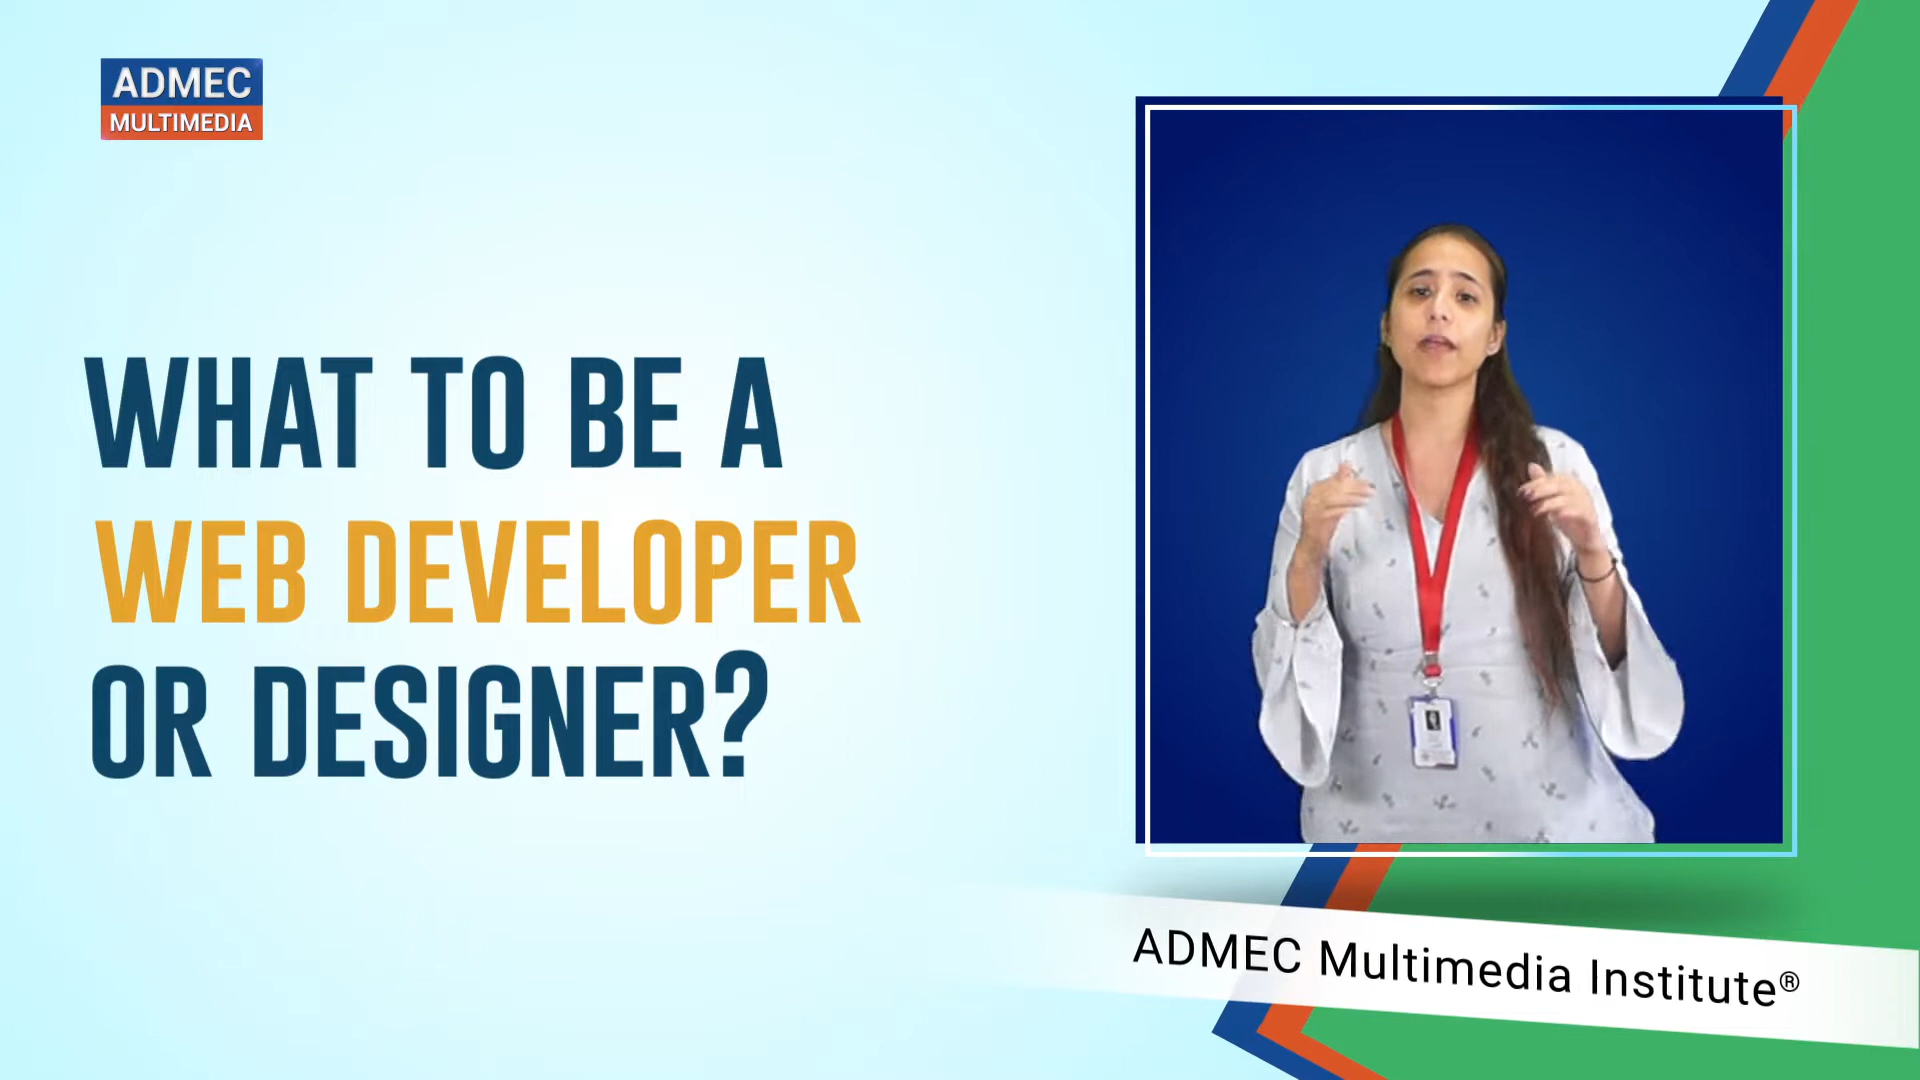 ADMEC
MULTIMEDIA
WHAT TO BE A
WEB DEVELOPER
OR DESIGNER?
ADMEC Multimedia Institute®